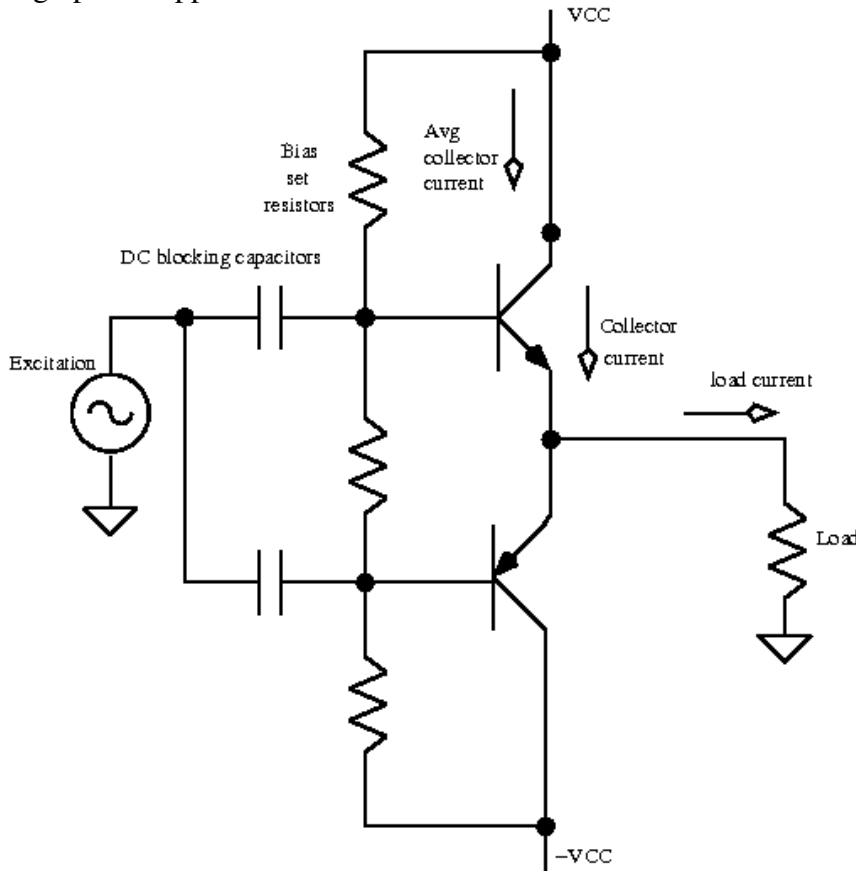 VCC
Avg
collector
current
Bias
set
resistors
DC blocking capacitors
Collector
current
Excitation
load current
Load
-VCC